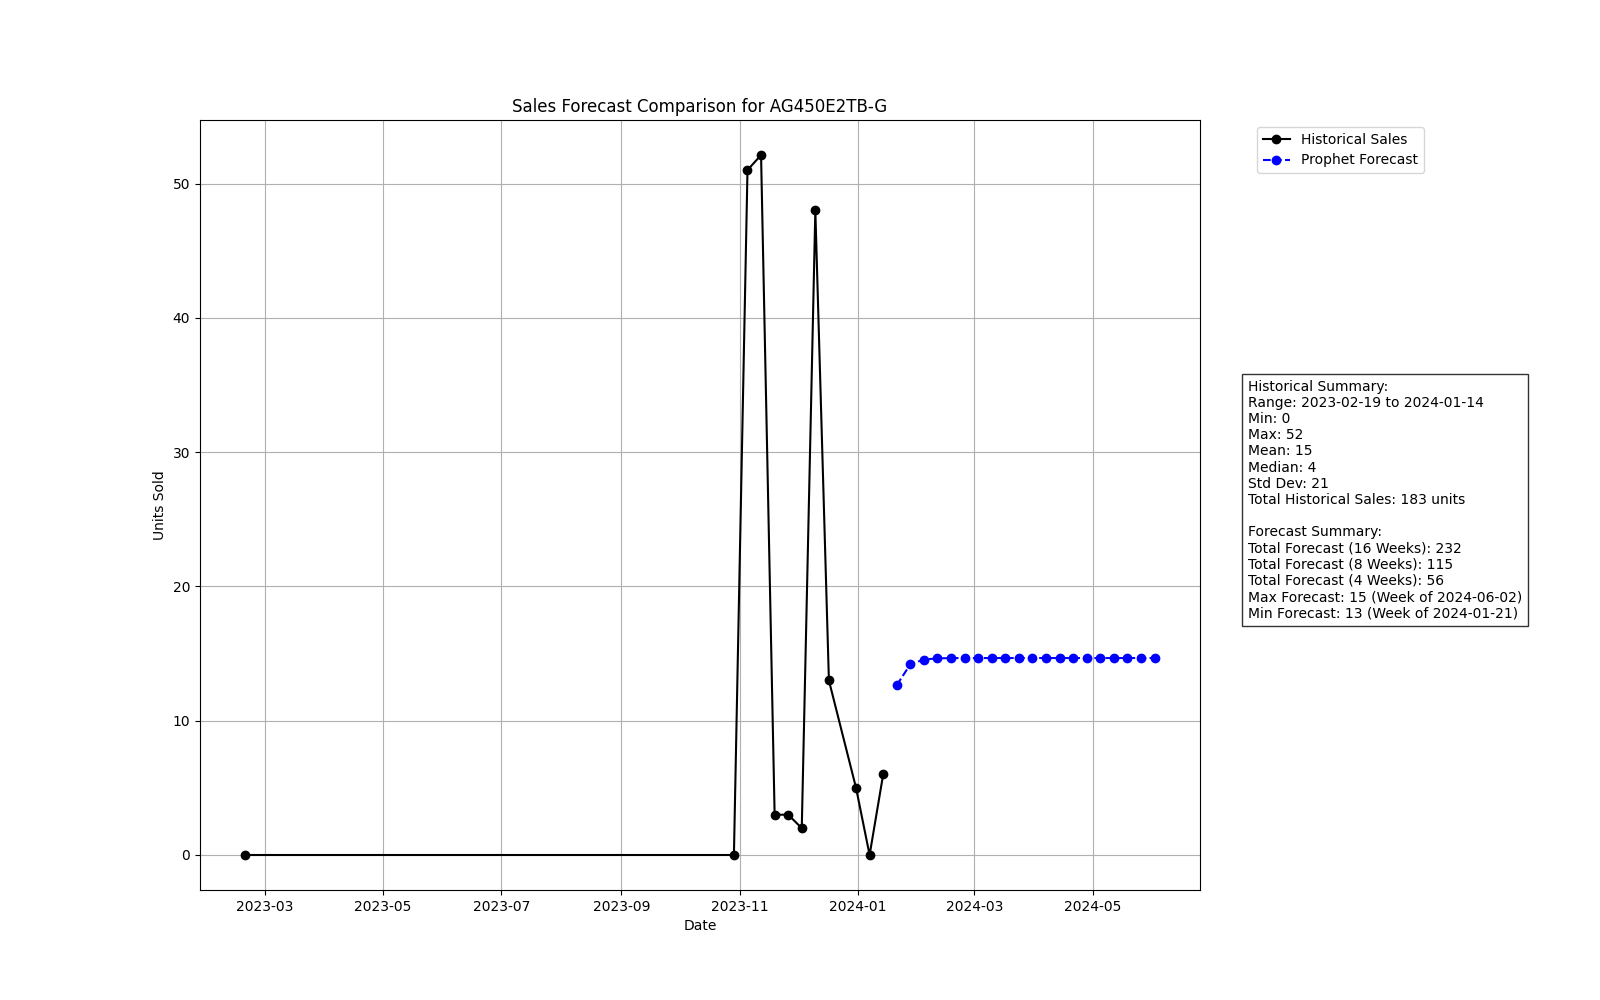 Sales Forecast Comparison for AG450E2TB-G
Historical Sales
Prophet Forecast
50
40
30
20
10
0
Units Sold
2023-03
2023-05
2023-07
2023-09
2023-11
2024-01
2024-03
2024-05
Date
Historical Summary:
Range: 2023-02-19 to 2024-01-14
Min: 0
Max: 52
Mean: 15
Median: 4
Std Dev: 21
Total Historical Sales: 183 units
Forecast Summary:
Total Forecast (16 Weeks): 232
Total Forecast (8 Weeks): 115
Total Forecast (4 Weeks): 56
Max Forecast: 15 (Week of 2024-06-02)
Min Forecast: 13 (Week of 2024-01-21)